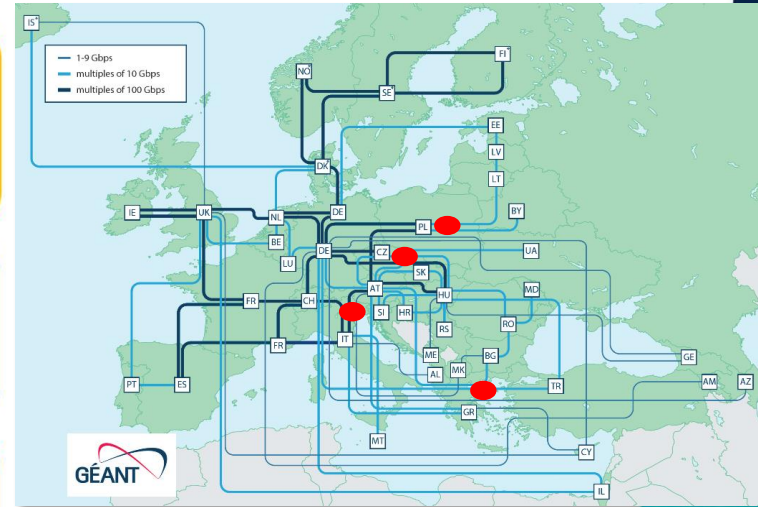 IS*
1-9 Gbps
multiples of 10 Gbps
multiples of 100 Gbps
NO*
FI*
SE*
EE
LV
DK*
LT
IE
UK
NL
DE
BY
PL
BE
DE
CZ
UA
LU
SK
AT
HU
MD
FR
CH
SI
HR
RO
RS
IT
FR
ME
BG
GE
MK
AL
PT
ES
TR
AM
AZ
GR
MT
CY
GÉANT
IL